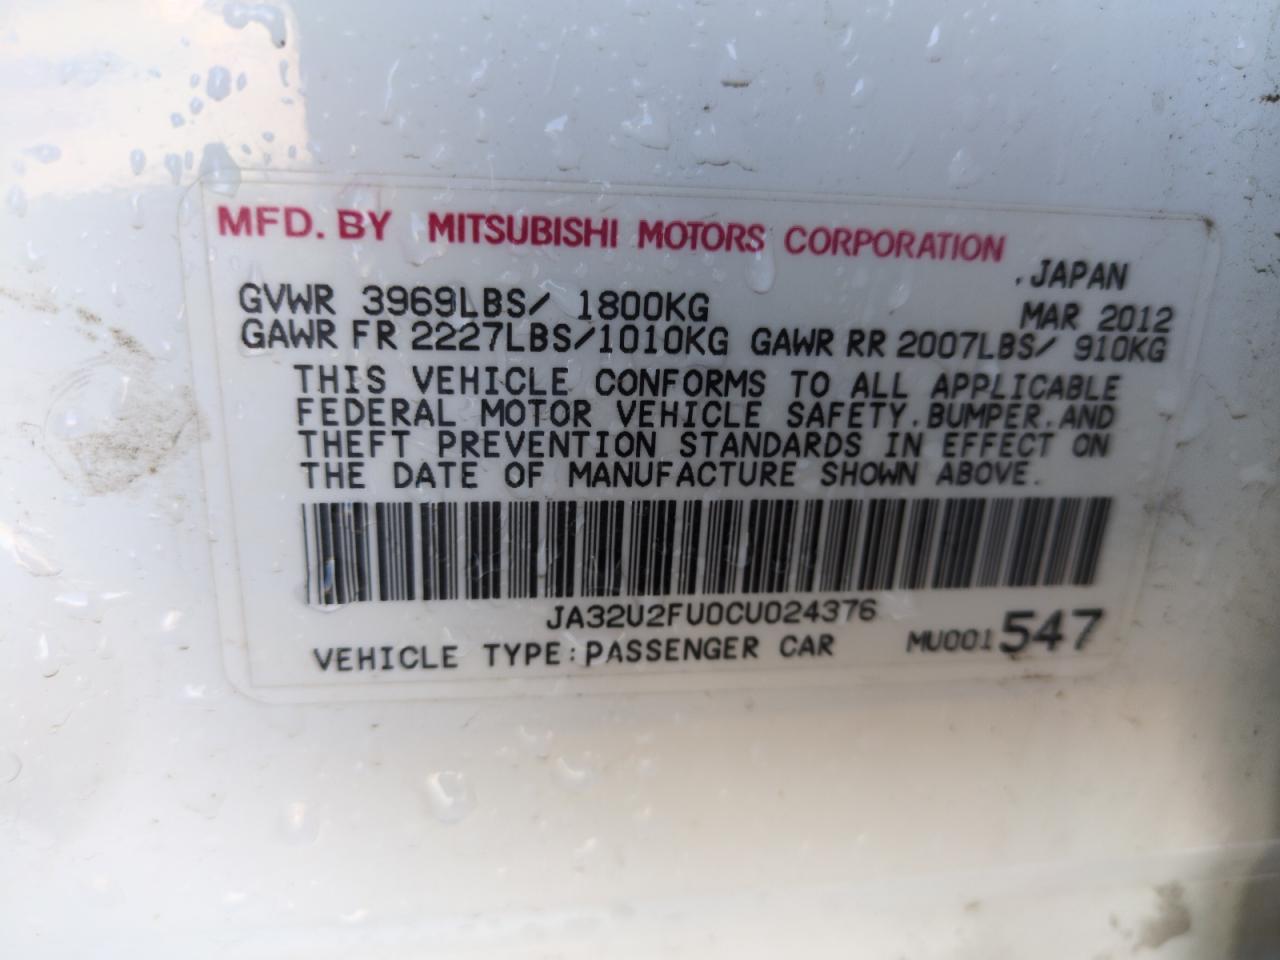 MFD. BY MITSUBISHI MOTORS CORPORATION
JAPAN
GVWR 3969LBS/ 1800KG MAR 2012
GAWR FR 2227LBS/1010KG GAWR RR 2007LBS/ 910KG
THIS VEHICLE CONFORMS TO ALL APPLICABLE
FEDERAL MOTOR VEHICLE SAFETY, BUMPER, AND
THEFT PREVENTION STANDARDS IN EFFECT ON
THE DATE OF MANUFACTURE SHOWN ABOVE.
JA32U2FU0CU024376
VEHICLE TYPE:PASSENGER CAR MU001547